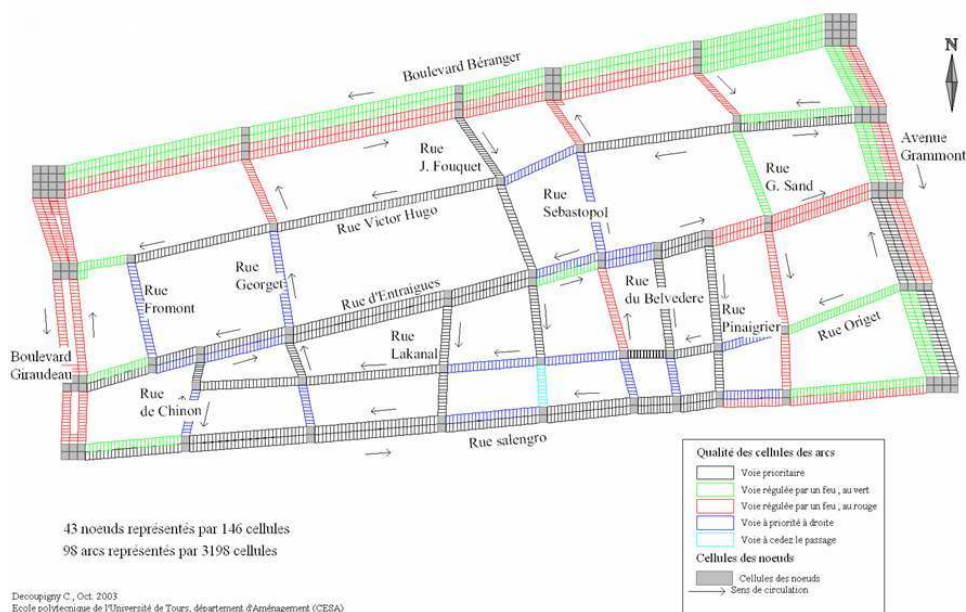 Boulevard Béranger
N
Avenue
Grammont
Rue
J. Fouquet
Rue
G. Sand
Rue
Sebastopol
Rue Victor Hugo
Rue
Fromont
Rue
Georget
Rue d'Entraigues
Rue
du Belvedere
Rue
Pinaigrier
Rue Origet
Boulevard
Giraudeau
Rue
Lakanal
Rue
de Chinon
Rue salengro
Qualité des cellules des arcs
Voie prioritaire
Voie régulée par un feu , au vert
Voie régulée par un feu , au rouge
Voie à priorité à droite
Voie à cedez le passage
Cellules des noeuds
Cellules des noeuds
Sens de circulation
43 noeuds représentés par 146 cellules
98 arcs représentés par 3198 cellules
Decoupigny C., Oct. 2003
Ecole polytecnique de l'Université de Tours, département d'Aménagement (CESA)